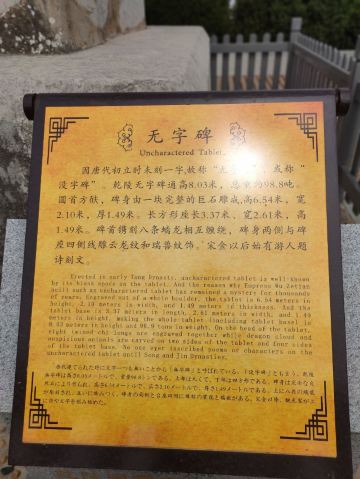 无字碑
Uncharactered Tablet
因唐代初立时未刻一字,故称“无字碑”或称“
没字碑”。乾陵无字碑通高8.03米,总重为98.8吨。
圆首方趺,碑身由一块完整的巨石雕成,高6.54米,宽
2.10米,厚1.49米。长方形座长3.37米,宽2.61米,高
1.49米。碑首镌刻八条螭龙相互缠绕,碑身两侧与碑
座四侧线雕云龙纹和瑞兽纹饰。宋金以后始有游人题
诗刻文。
Erected in early Tang Dynasty, uncharactered tablet is well-known
by its blank space on the tablet. And the reason why Empress Wu Zetian
such an uncharactered tablet has remained a mystery for thousands
of years. Engraved out of a whole boulder, the tablet is 6.54 meters in
height, 2.10 meters in width, and 1.49 meters of thickness. And the
tablet base is 3.37 meters in length, 2.61 meters in width, and 1.49
meters in height, making the whole tablet (including tablet base) is
8.03 meters in height and 98.9 tons in weight. On the head of the tablet,
eight chi long are engraved together while dragon cloud and
auspicious animals are carved on two sides of the tablet and four sides
of its tablet base. No one ever inscribed poems or characters on the
uncharactered tablet until Song and Jin Dynasties.